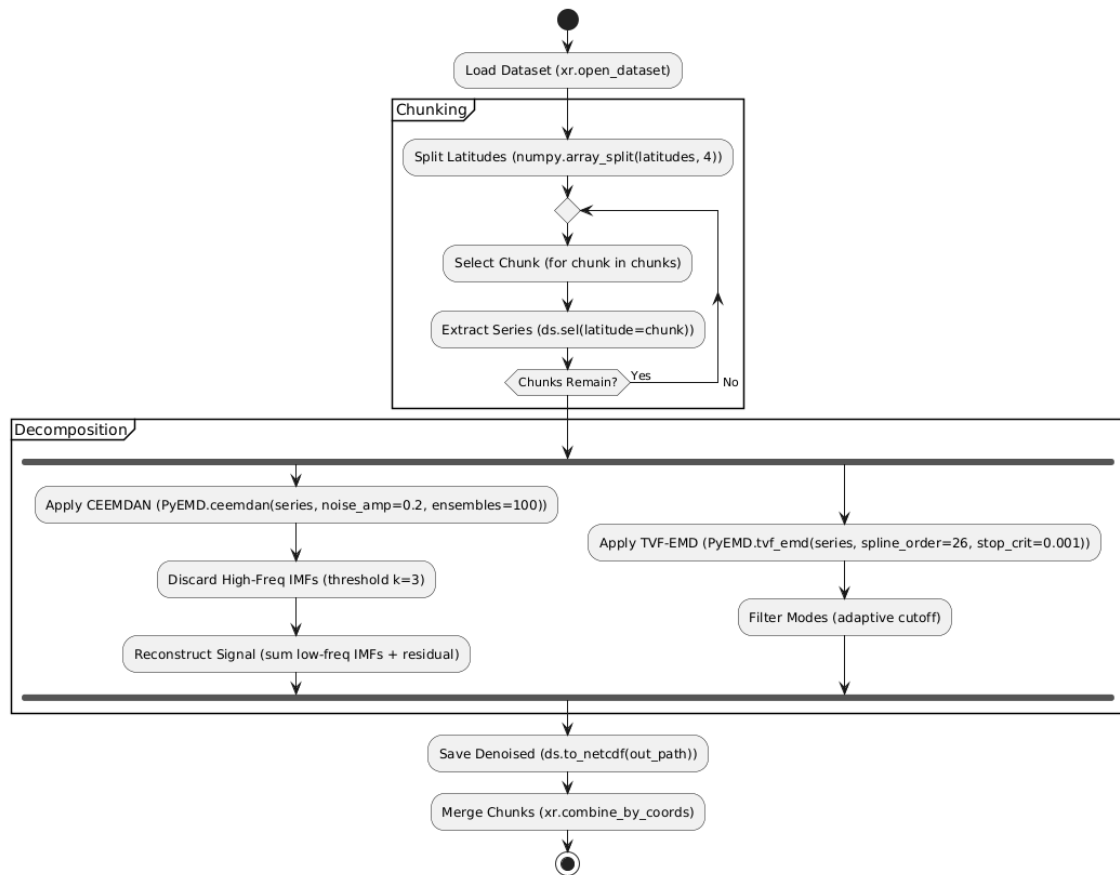 Load Dataset (xr.open_dataset)
Chunking
Split Latitudes (numpy.array_split(latitudes, 4))
Select Chunk (for chunk in chunks)
Extract Series (ds.sel(latitude=chunk))
Chunks Remain?
Yes
No
Decomposition
Apply CEEMDAN (PyEMD.ceemdan(series, noise_amp=0.2, ensembles=100))
Discard High-Freq IMFs (threshold k=3)
Reconstruct Signal (sum low-freq IMFs + residual)
Apply TVF-EMD (PyEMD.tvf_emd(series, spline_order=26, stop_crit=0.001))
Filter Modes (adaptive cutoff)
Save Denoised (ds.to_netcdf(out_path))
Merge Chunks (xr.combine_by_coords)